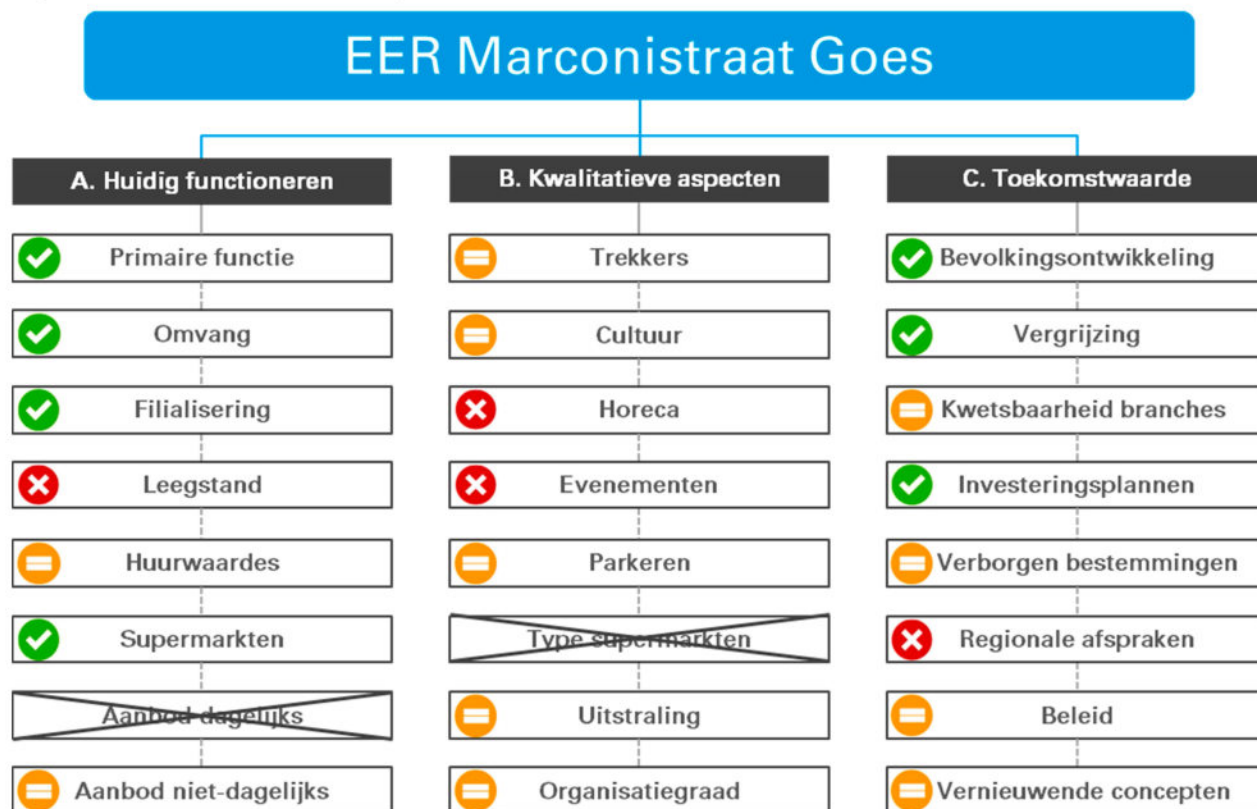 EER Marconistraat Goes
A. Huidig functioneren
Primaire functie
Omvang
Filialisering
Leegstand
Huurwaardes
Supermarkten
Aanbod dagelijks
Aanbod niet-dagelijks
B. Kwalitatieve aspecten
Trekkers
Cultuur
Horeca
Evenementen
Parkeren
Type supermarkten
Uitstraling
Organisatiegraad
C. Toekomstwaarde
Bevolkingsontwikkeling
Vergrijzing
Kwetsbaarheid branches
Investeringsplannen
Verborgen bestemmingen
Regionale afspraken
Beleid
Vernieuwende concepten